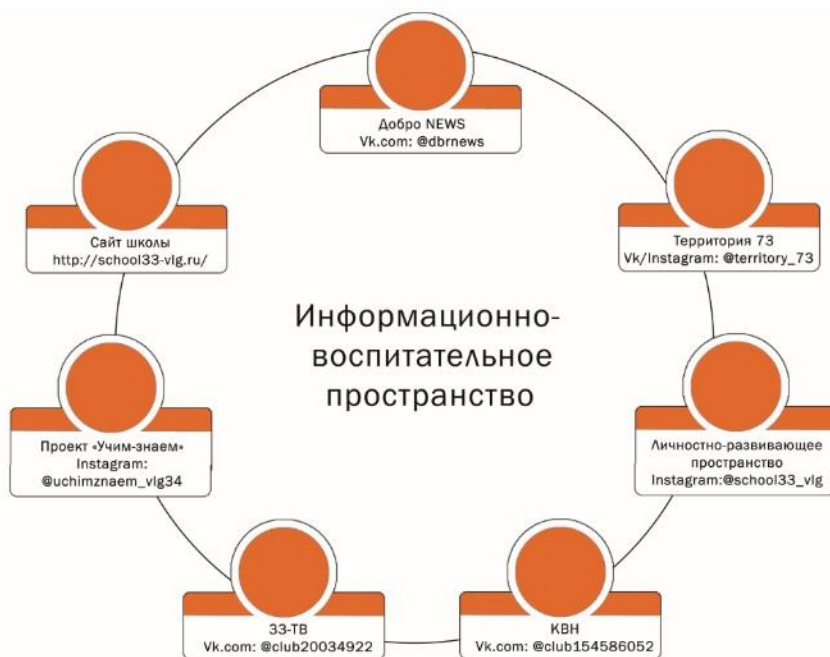 Добро NEWS
Vk.com: @dbrnews
Сайт школы
http://school33-vlg.ru/
Территория 73
Vk/Instagram: @territory_73
Информационно-
воспитательное
пространство
Проект «Учим-знаем»
Instagram:
@uchimznaem_vlg34
Личностно-развивающее
пространство
Instagram:@school33_vlg
33-ТВ
Vk.com: @club20034922
КВН
Vk.com: @club154586052